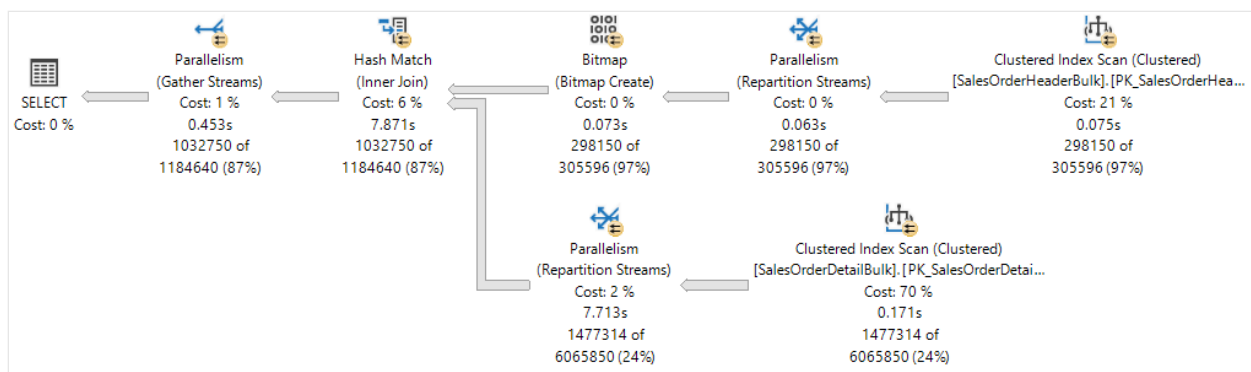 SELECT
Cost: 0 %
Parallelism
(Gather Streams)
Cost: 1 %
0.453s
1032750 of
1184640 (87%)
Hash Match
(Inner Join)
Cost: 6 %
7.871s
1032750 of
1184640 (87%)
Bitmap
(Bitmap Create)
Cost: 0 %
0.073s
298150 of
305596 (97%)
Parallelism
(Repartition Streams)
Cost: 0 %
0.063s
298150 of
305596 (97%)
Clustered Index Scan (Clustered)
[SalesOrderHeaderBulk].[PK_SalesOrderHea...
Cost: 21 %
0.075s
298150 of
305596 (97%)
Parallelism
(Repartition Streams)
Cost: 2 %
7.713s
1477314 of
6065850 (24%)
Clustered Index Scan (Clustered)
[SalesOrderDetailBulk].[PK_SalesOrderDetai...
Cost: 70 %
0.171s
1477314 of
6065850 (24%)